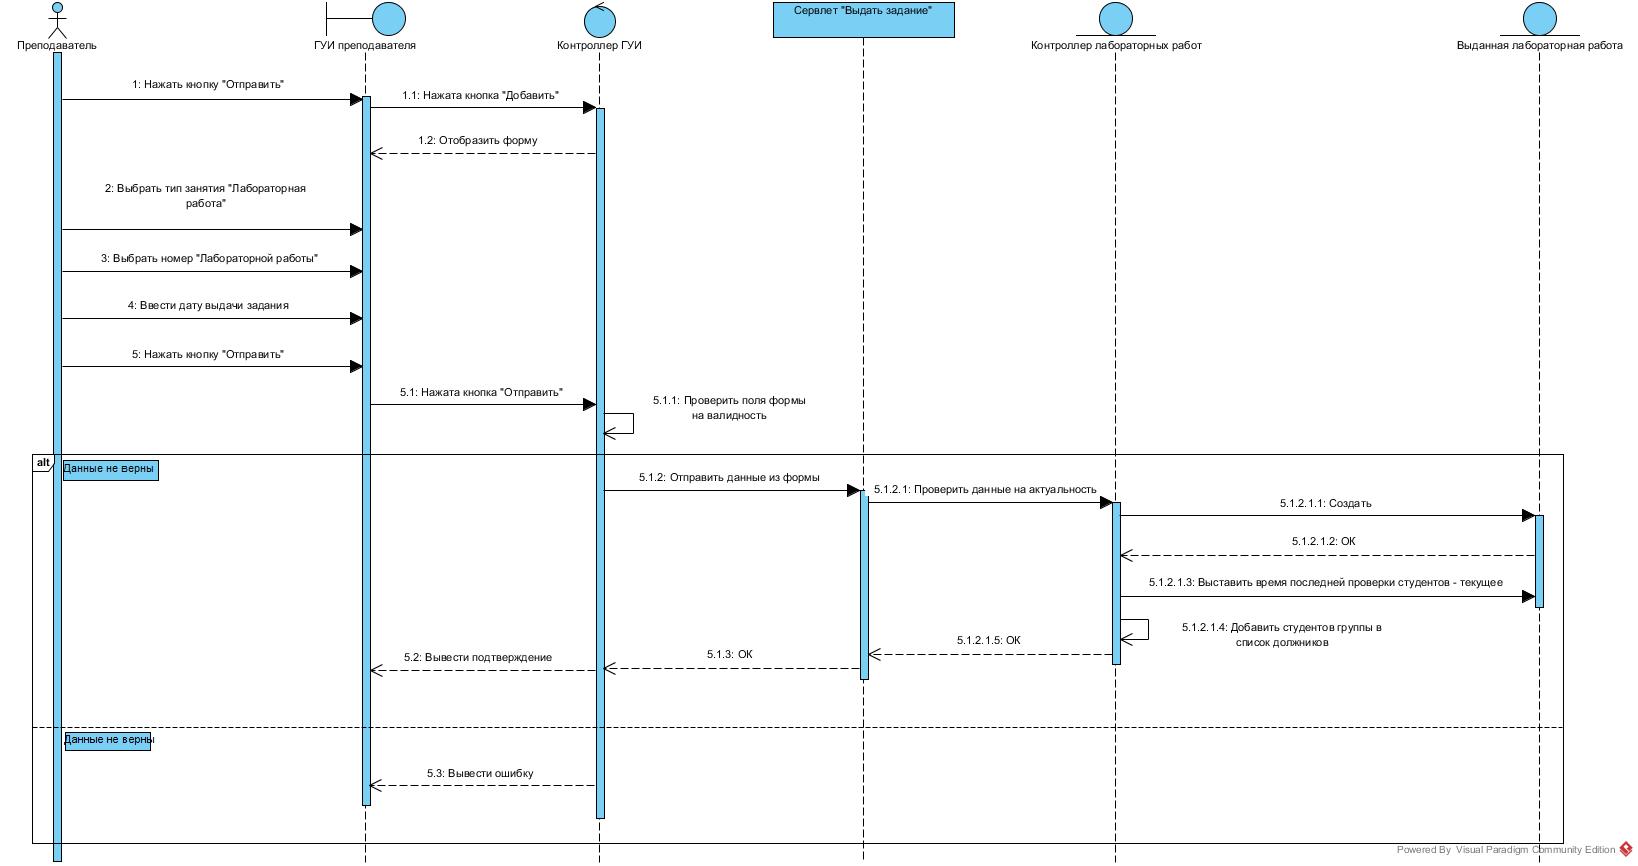 Преподаватель
ГУИ преподавателя
Контроллер ГУИ
Сервлет "Выдать задание"
Контроллер лабораторных работ
Выданная лабораторная работа
1: Нажать кнопку "Отправить"
1.1: Нажата кнопка "Добавить"
1.2: Отобразить форму
2: Выбрать тип занятия "Лабораторная
работа"
3: Выбрать номер "Лабораторной работы"
4: Ввести дату выдачи задания
5: Нажать кнопку "Отправить"
5.1: Нажата кнопка "Отправить"
5.1.1: Проверить поля формы
на валидность
alt
Данные не верны
5.1.2: Отправить данные из формы
5.1.2.1: Проверить данные на актуальность
5.1.2.1.1: Создать
5.1.2.1.2: ОК
5.1.2.1.3: Выставить время последней проверки студентов - текущее
5.1.2.1.4: Добавить студентов группы в
список должников
5.1.2.1.5: ОК
5.1.3: ОК
5.2: Вывести подтверждение
Данные не верны
5.3: Вывести ошибку
Powered By Visual Paradigm Community Edition